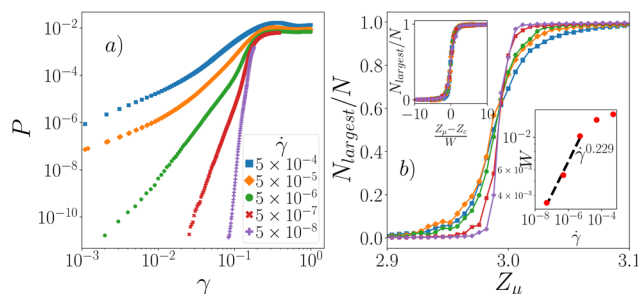 a)
P
10⁻²
10⁻⁴
10⁻⁶
10⁻⁸
10⁻¹⁰
10⁻³
10⁻²
10⁻¹
10⁰
γ
γ̇
5 × 10⁻⁴
5 × 10⁻⁵
5 × 10⁻⁶
5 × 10⁻⁷
5 × 10⁻⁸
b)
N_largest/N
1.0
0.8
0.6
0.4
0.2
0.0
2.9
3.0
3.1
Z_μ
N_largest/N
1
0
−10
0
10
(Z_μ−Z_c)/W
W
10⁻²
6 × 10⁻³
4 × 10⁻³
γ̇^0.229
10⁻⁸
10⁻⁶
10⁻⁴
γ̇